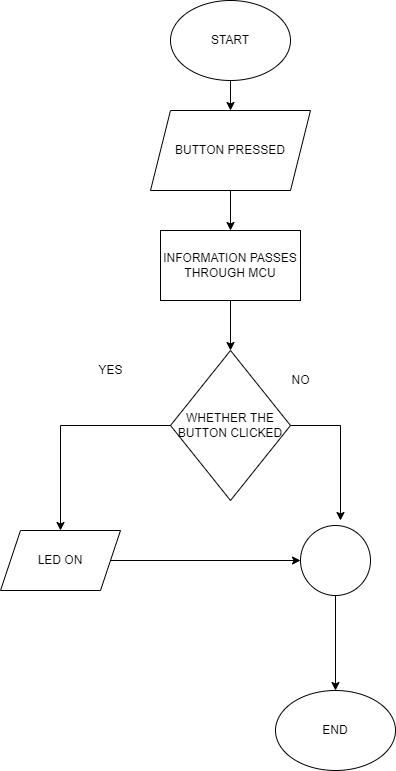 START
BUTTON PRESSED
INFORMATION PASSES
THROUGH MCU
YES
NO
WHETHER THE
BUTTON CLICKED
LED ON
END